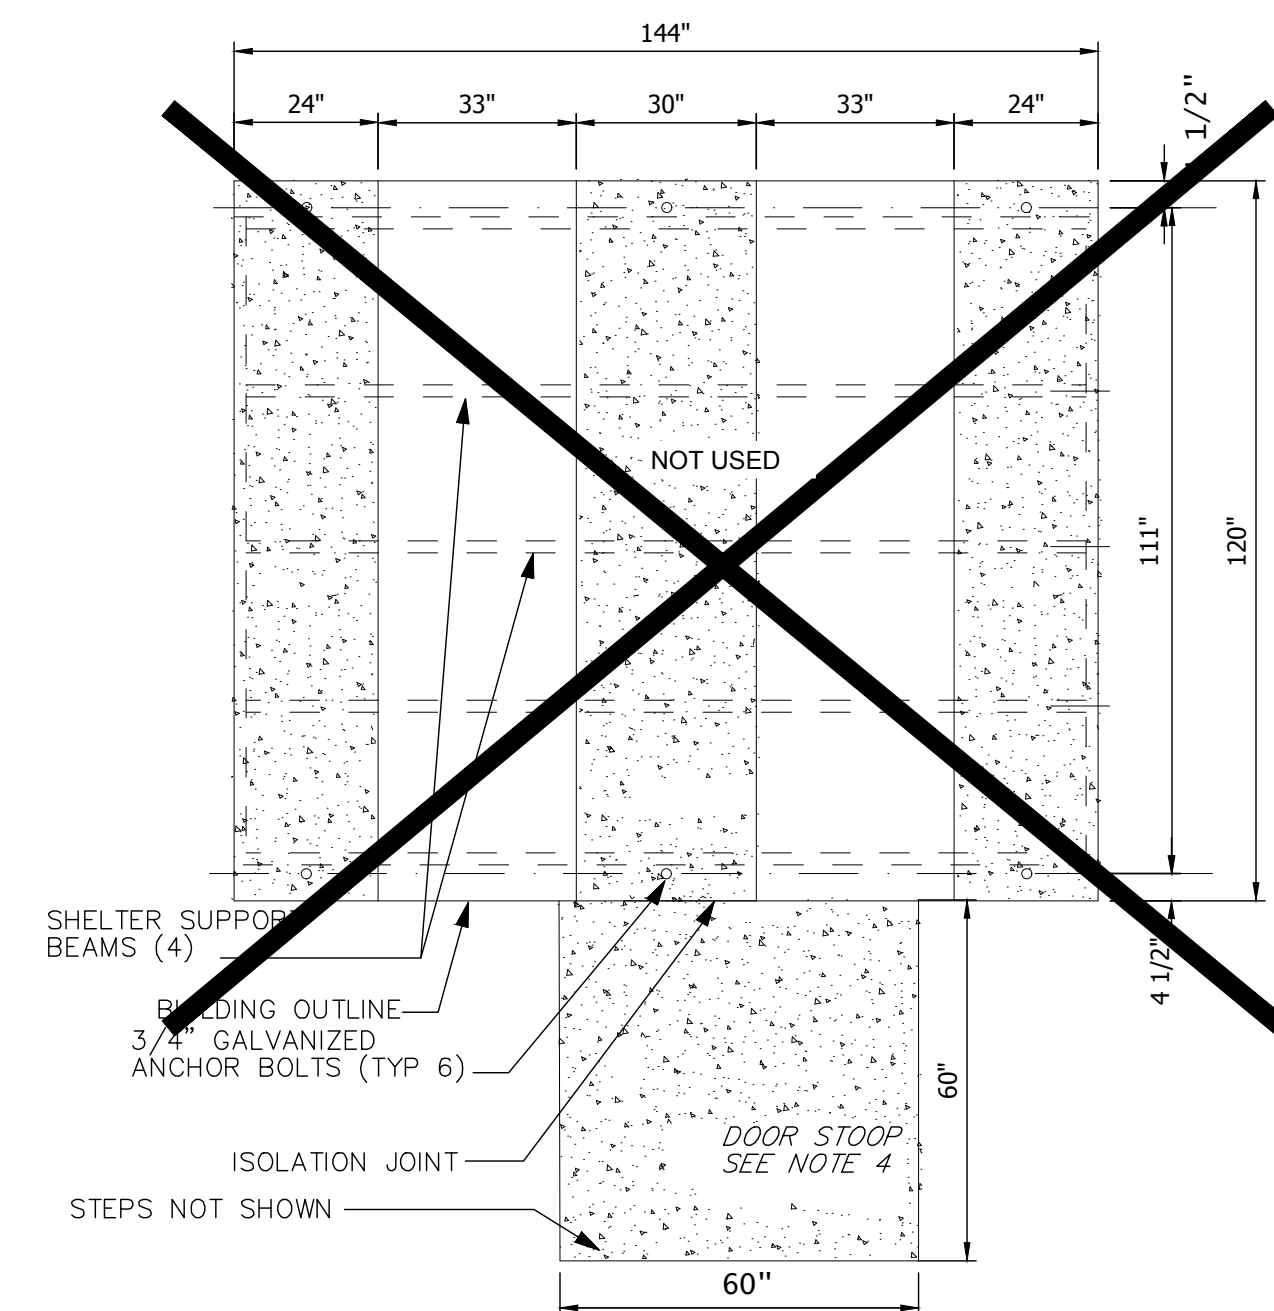 144"
24" 33" 30" 33" 24"
1/2"
NOT USED
111"
120"
SHELTER SUPPORT
BEAMS (4)
4 1/2"
BUILDING OUTLINE
3/4" GALVANIZED
ANCHOR BOLTS (TYP 6)
60"
DOOR STOOP
SEE NOTE 4
ISOLATION JOINT
STEPS NOT SHOWN
60"